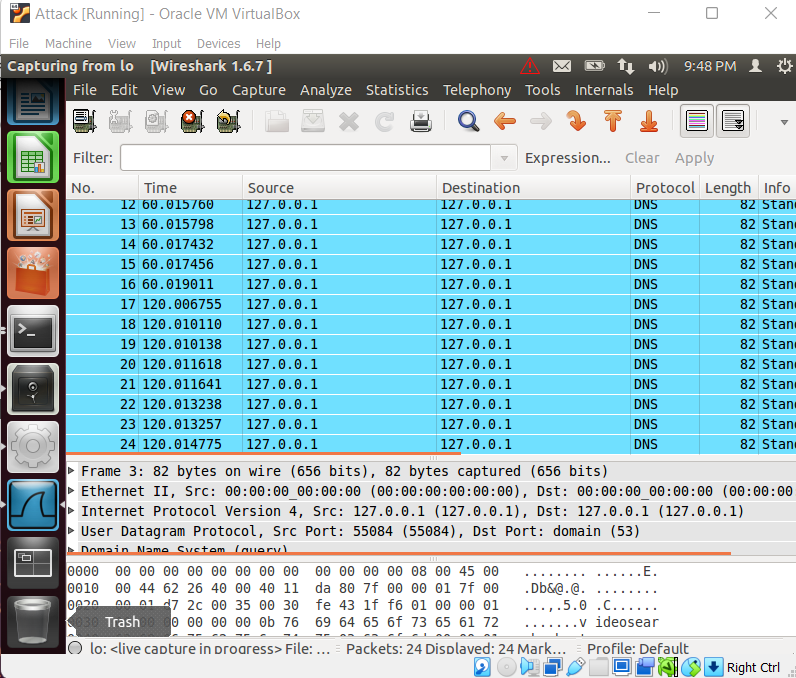 Attack [Running] - Oracle VM VirtualBox
File Machine View Input Devices Help
Capturing from lo [Wireshark 1.6.7 ] 9:48 PM
File Edit View Go Capture Analyze Statistics Telephony Tools Internals Help
Filter: Expression... Clear Apply
No. Time Source Destination Protocol Length Info
12 60.015760 127.0.0.1 127.0.0.1 DNS 82 Stand
13 60.015798 127.0.0.1 127.0.0.1 DNS 82 Stand
14 60.017432 127.0.0.1 127.0.0.1 DNS 82 Stand
15 60.017456 127.0.0.1 127.0.0.1 DNS 82 Stand
16 60.019011 127.0.0.1 127.0.0.1 DNS 82 Stand
17 120.006755 127.0.0.1 127.0.0.1 DNS 82 Stand
18 120.010110 127.0.0.1 127.0.0.1 DNS 82 Stand
19 120.010138 127.0.0.1 127.0.0.1 DNS 82 Stand
20 120.011618 127.0.0.1 127.0.0.1 DNS 82 Stand
21 120.011641 127.0.0.1 127.0.0.1 DNS 82 Stand
22 120.013238 127.0.0.1 127.0.0.1 DNS 82 Stand
23 120.013257 127.0.0.1 127.0.0.1 DNS 82 Stand
24 120.014775 127.0.0.1 127.0.0.1 DNS 82 Stand
Frame 3: 82 bytes on wire (656 bits), 82 bytes captured (656 bits)
Ethernet II, Src: 00:00:00_00:00:00 (00:00:00:00:00:00), Dst: 00:00:00_00:00:00 (00:00:00
Internet Protocol Version 4, Src: 127.0.0.1 (127.0.0.1), Dst: 127.0.0.1 (127.0.0.1)
User Datagram Protocol, Src Port: 55084 (55084), Dst Port: domain (53)
Domain Name System (query)
0000 00 00 00 00 00 00 00 00 00 00 00 00 08 00 45 00 ........ ......E.
0010 00 44 62 26 40 00 40 11 da 80 7f 00 00 01 7f 00 .Db&@.@. ........
0020 00 01 d7 2c 00 35 00 30 fe 43 1f f6 01 00 00 01 ...,.5.0 .C......
00 00 00 00 00 0b 76 69 64 65 6f 73 65 61 72 .......v ideosear
Trash
lo: <live capture in progress> File: ... Packets: 24 Displayed: 24 Mark... Profile: Default
Right Ctrl